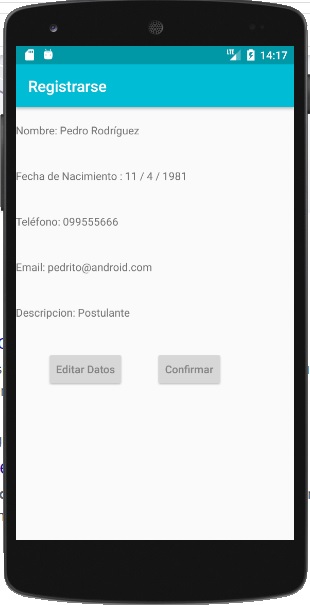 LTE 14:17
Registrarse
Nombre: Pedro Rodríguez
Fecha de Nacimiento : 11 / 4 / 1981
Teléfono: 099555666
Email: pedrito@android.com
Descripcion: Postulante
Editar Datos Confirmar